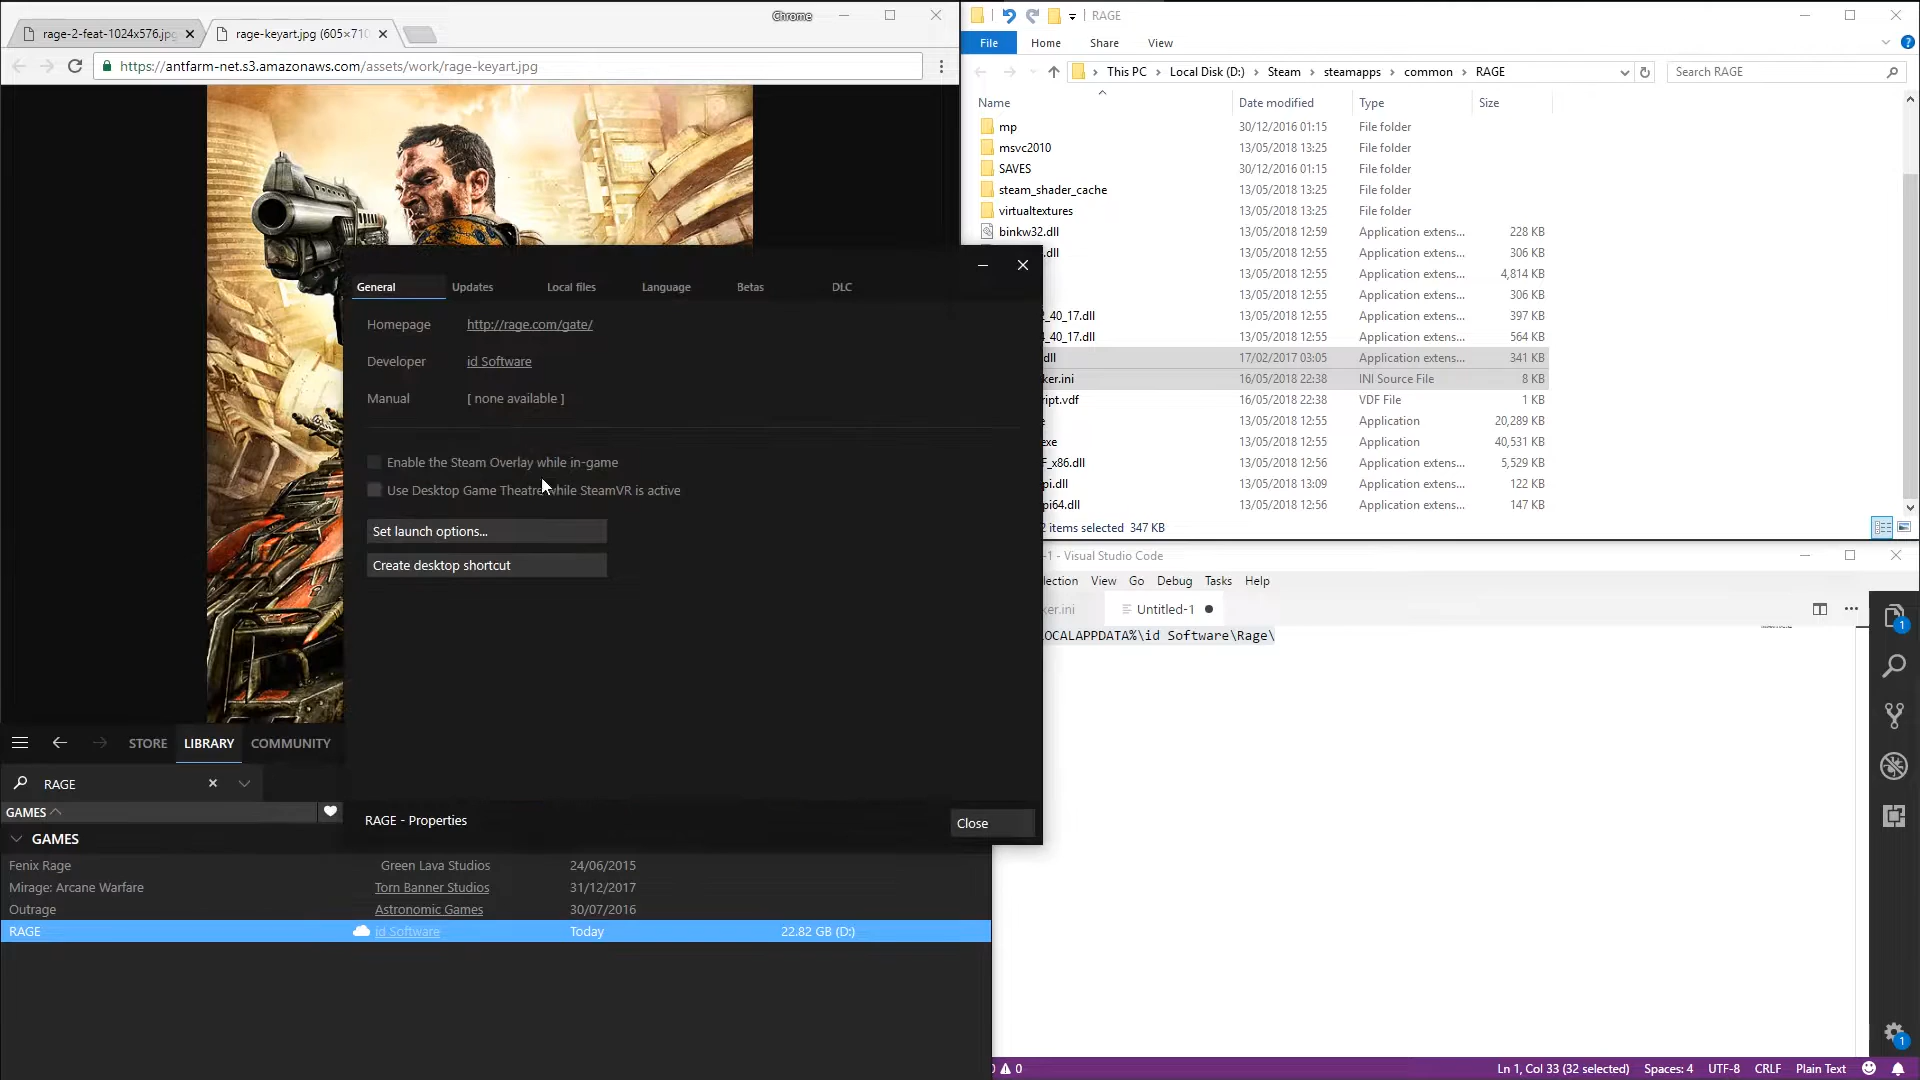 Chrome
rage-2-feat-1024x576.jpg
rage-keyart.jpg (605×710
https://antfarm-net.s3.amazonaws.com/assets/work/rage-keyart.jpg
RAGE
File Home Share View
This PC Local Disk (D:) Steam steamapps common RAGE
Search RAGE
Name Date modified Type Size
mp 30/12/2016 01:15 File folder
msvc2010 13/05/2018 13:25 File folder
SAVES 30/12/2016 01:15 File folder
steam_shader_cache 13/05/2018 13:25 File folder
virtualtextures 13/05/2018 13:25 File folder
binkw32.dll 13/05/2018 12:59 Application extens... 228 KB
.dll 13/05/2018 12:55 Application extens... 306 KB
13/05/2018 12:55 Application extens... 4,814 KB
13/05/2018 12:55 Application extens... 306 KB
_40_17.dll 13/05/2018 12:55 Application extens... 397 KB
_40_17.dll 13/05/2018 12:55 Application extens... 564 KB
dll 17/02/2017 03:05 Application extens... 341 KB
ker.ini 16/05/2018 22:38 INI Source File 8 KB
ript.vdf 16/05/2018 22:38 VDF File 1 KB
e 13/05/2018 12:55 Application 20,289 KB
exe 13/05/2018 12:55 Application 40,531 KB
F_x86.dll 13/05/2018 12:56 Application extens... 5,529 KB
pi.dll 13/05/2018 13:09 Application extens... 122 KB
pi64.dll 13/05/2018 12:56 Application extens... 147 KB
2 items selected 347 KB
General Updates Local files Language Betas DLC
Homepage http://rage.com/gate/
Developer id Software
Manual [ none available ]
Enable the Steam Overlay while in-game
Use Desktop Game Theatre while SteamVR is active
Set launch options...
Create desktop shortcut
RAGE - Properties
Close
-1 - Visual Studio Code
lection View Go Debug Tasks Help
ker.ini Untitled-1
OCALAPPDATA%\id Software\Rage\
1
1
STORE LIBRARY COMMUNITY
RAGE
GAMES
GAMES
Fenix Rage Green Lava Studios 24/06/2015
Mirage: Arcane Warfare Torn Banner Studios 31/12/2017
Outrage Astronomic Games 30/07/2016
RAGE id Software Today 22.82 GB (D:)
0 Ln 1, Col 33 (32 selected) Spaces: 4 UTF-8 CRLF Plain Text